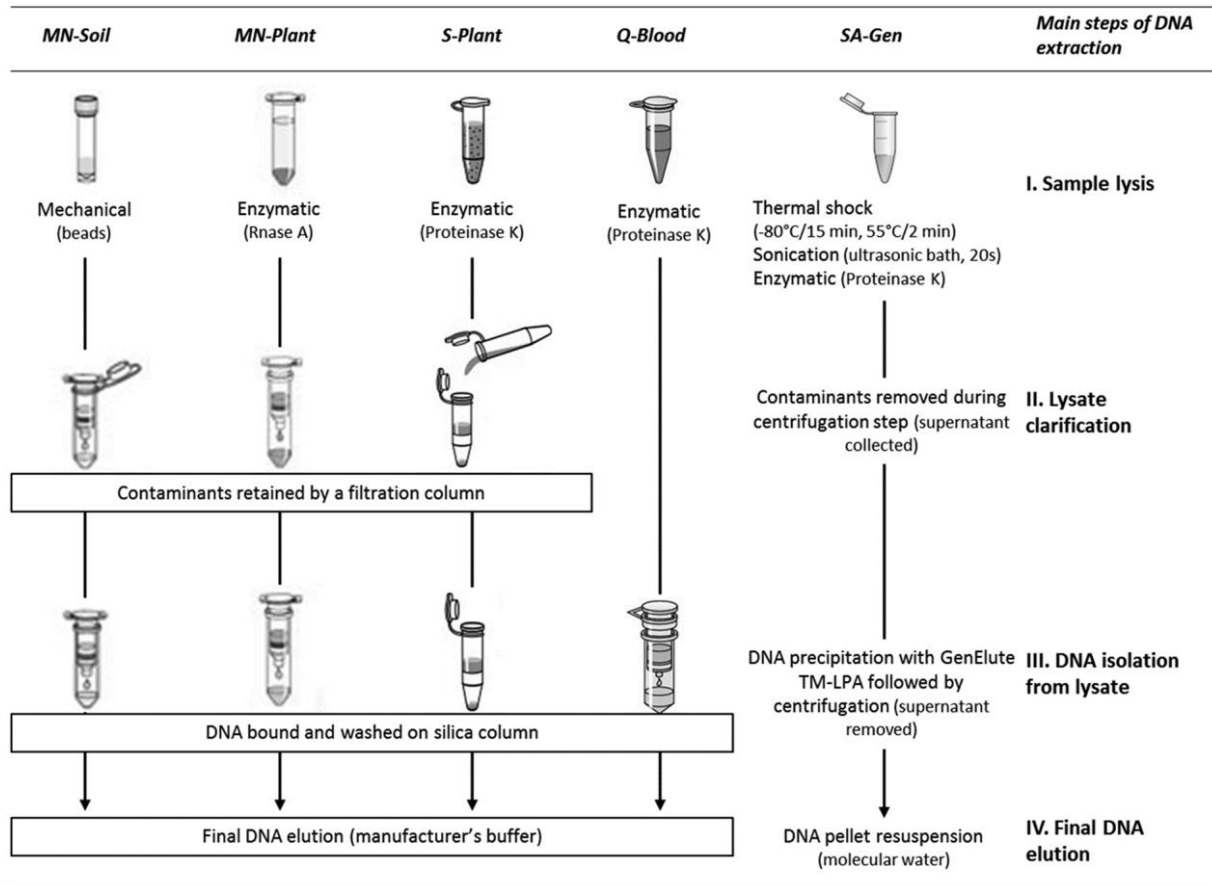 MN-Soil
MN-Plant
S-Plant
Q-Blood
SA-Gen
Main steps of DNA
extraction
Mechanical
(beads)
Enzymatic
(Rnase A)
Enzymatic
(Proteinase K)
Enzymatic
(Proteinase K)
Thermal shock
(-80°C/15 min, 55°C/2 min)
Sonication (ultrasonic bath, 20s)
Enzymatic (Proteinase K)
I. Sample lysis
Contaminants removed during
centrifugation step (supernatant
collected)
II. Lysate
clarification
Contaminants retained by a filtration column
DNA precipitation with GenElute
TM-LPA followed by
centrifugation (supernatant
removed)
III. DNA isolation
from lysate
DNA bound and washed on silica column
Final DNA elution (manufacturer's buffer)
DNA pellet resuspension
(molecular water)
IV. Final DNA
elution